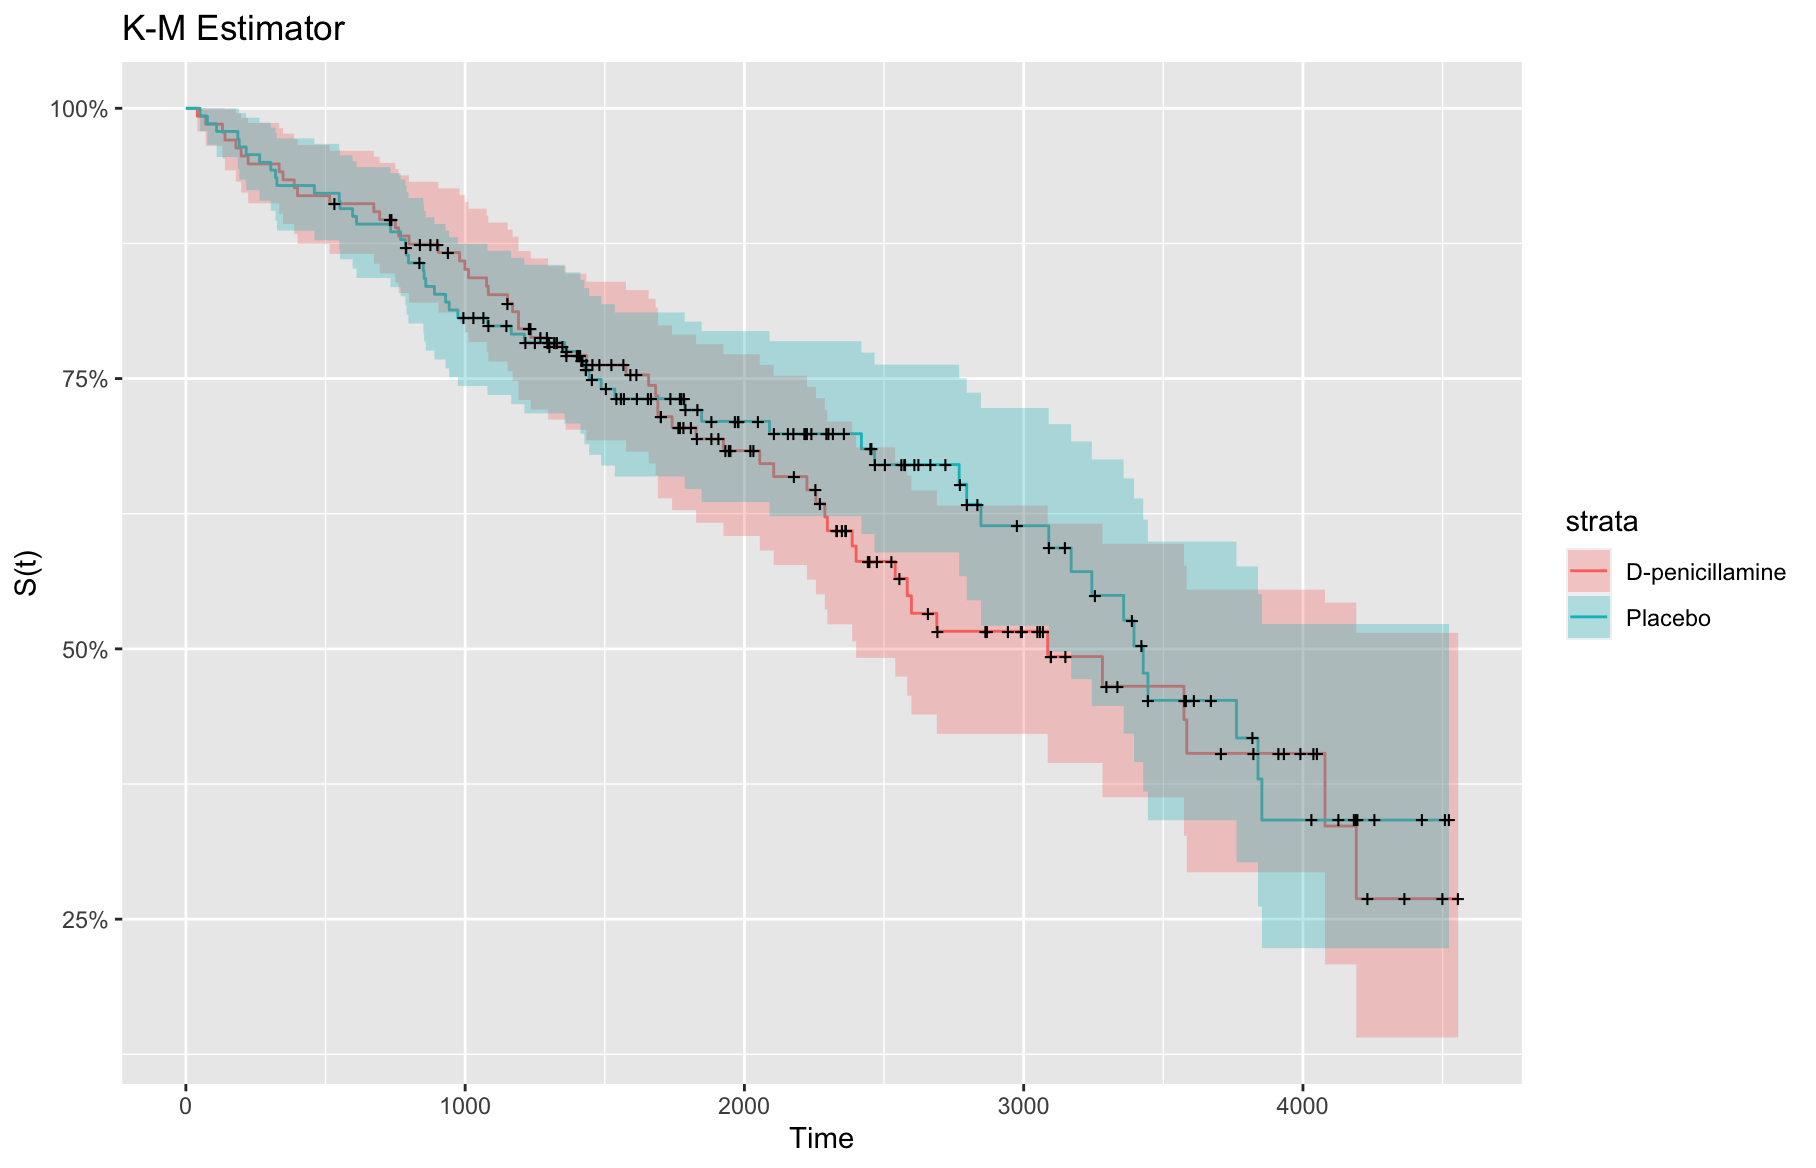 K-M Estimator
100%
75%
50%
25%
S(t)
0 1000 2000 3000 4000
Time
strata
D-penicillamine
Placebo